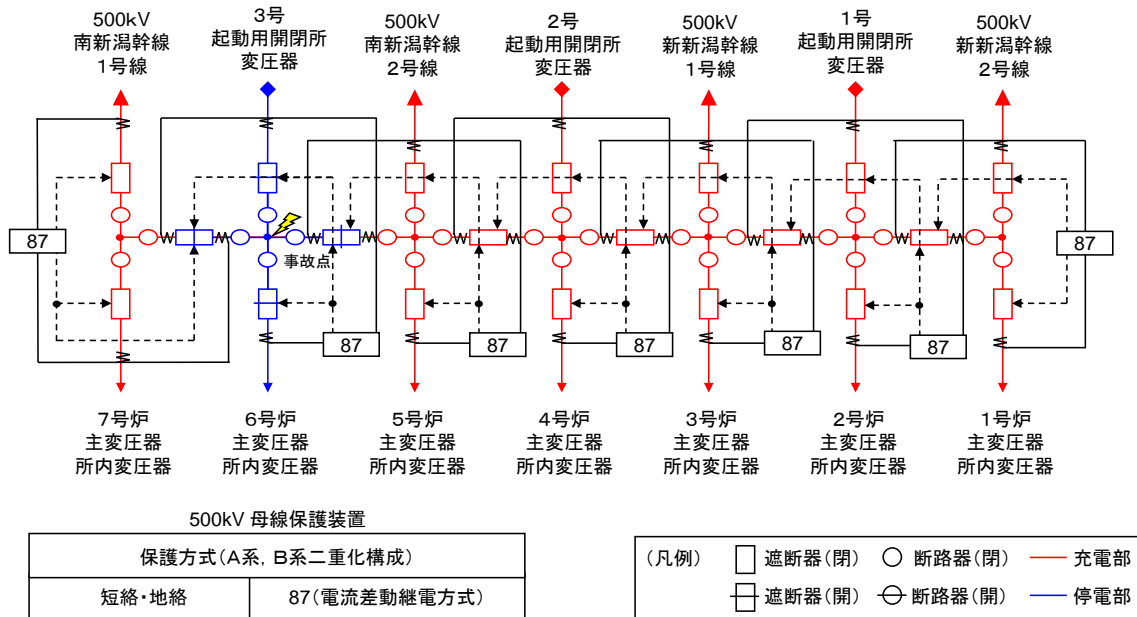 500kV
南新潟幹線
1号線
3号
起動用開閉所
変圧器
500kV
南新潟幹線
2号線
2号
起動用開閉所
変圧器
500kV
新新潟幹線
1号線
1号
起動用開閉所
変圧器
500kV
新新潟幹線
2号線
87
事故点
87
87
87
87
87
87
7号炉
主変圧器
所内変圧器
6号炉
主変圧器
所内変圧器
5号炉
主変圧器
所内変圧器
4号炉
主変圧器
所内変圧器
3号炉
主変圧器
所内変圧器
2号炉
主変圧器
所内変圧器
1号炉
主変圧器
所内変圧器
500kV 母線保護装置
保護方式(A系, B系二重化構成)
短絡・地絡 87(電流差動継電方式)
(凡例) 遮断器(閉) 断路器(閉) 充電部
遮断器(開) 断路器(開) 停電部